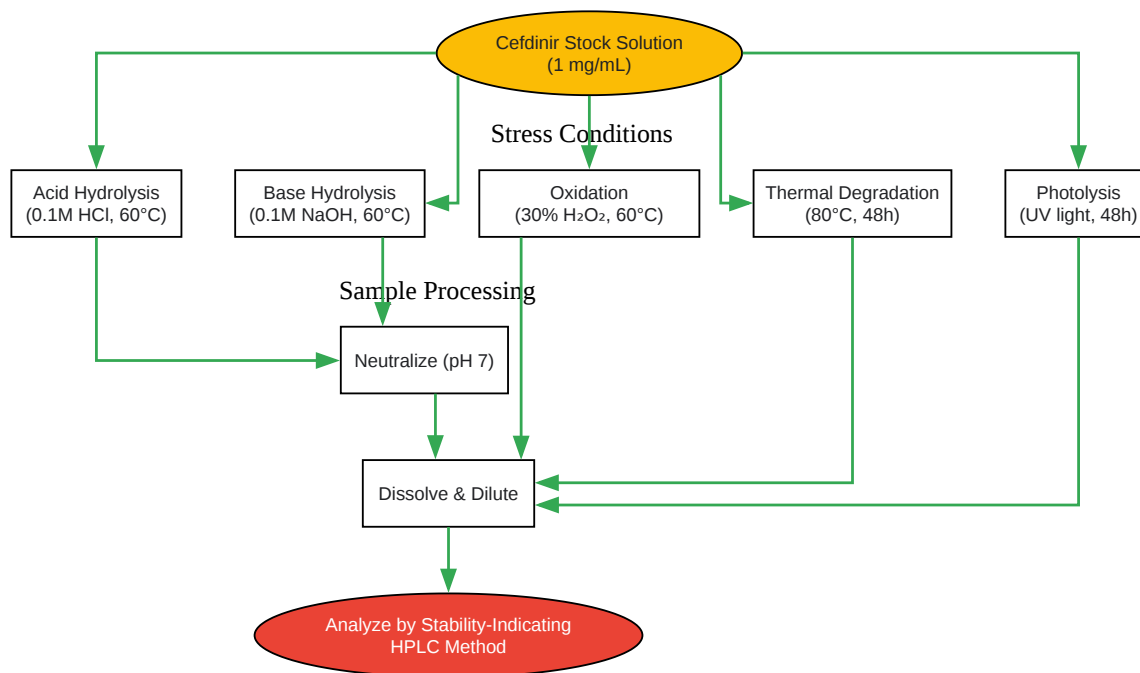 Cefdinir Stock Solution
(1 mg/mL)
Stress Conditions
Acid Hydrolysis
(0.1M HCl, 60°C)
Base Hydrolysis
(0.1M NaOH, 60°C)
Oxidation
(30% H₂O₂, 60°C)
Thermal Degradation
(80°C, 48h)
Photolysis
(UV light, 48h)
Sample Processing
Neutralize (pH 7)
Dissolve & Dilute
Analyze by Stability-Indicating
HPLC Method